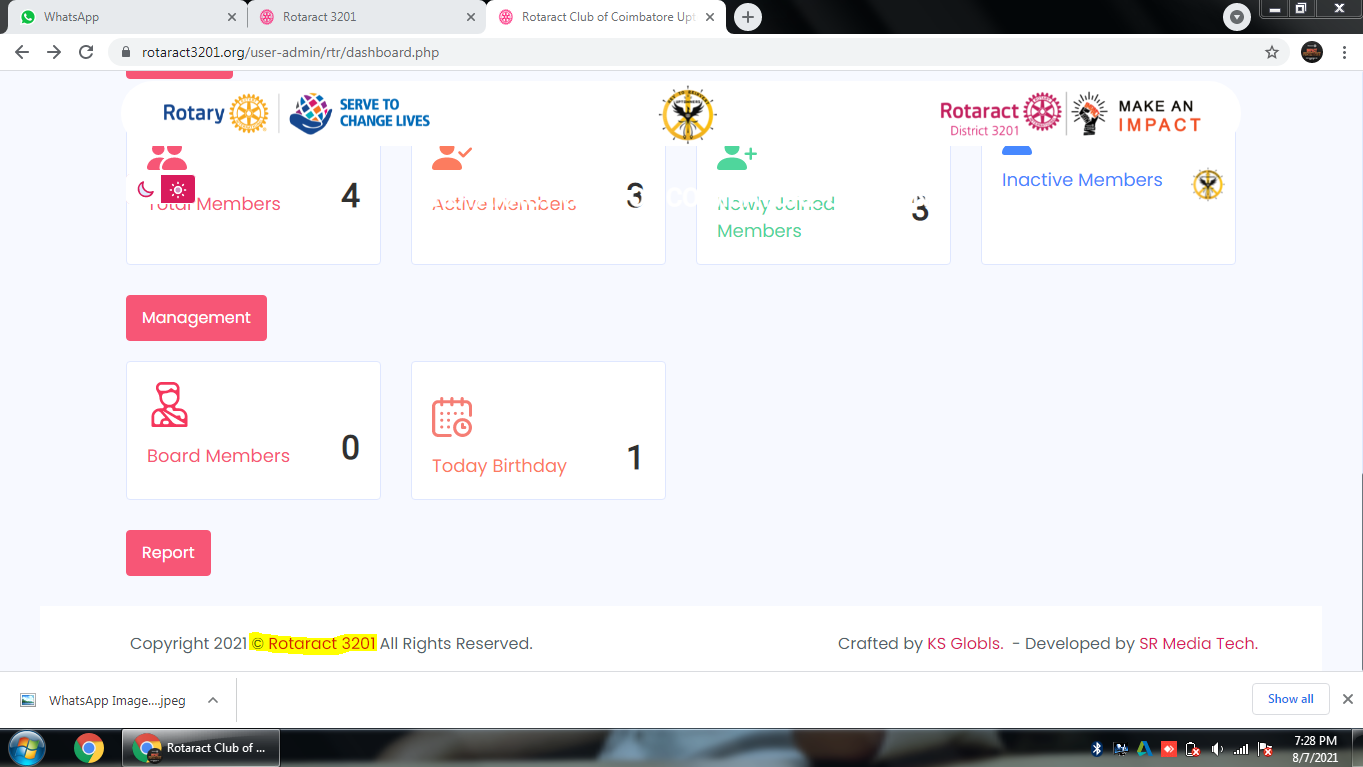 WhatsApp
Rotaract 3201
Rotaract Club of Coimbatore Upt
rotaract3201.org/user-admin/rtr/dashboard.php
Rotary
SERVE TO
CHANGE LIVES
Rotaract
District 3201
MAKE AN
IMPACT
Total Members
4
Active Members
3
Newly Joined
Members
3
Inactive Members
Management
Board Members
0
Today Birthday
1
Report
Copyright 2021 © Rotaract 3201 All Rights Reserved.
Crafted by KS Globls. - Developed by SR Media Tech.
WhatsApp Image....jpeg
Show all
Rotaract Club of ...
7:28 PM
8/7/2021